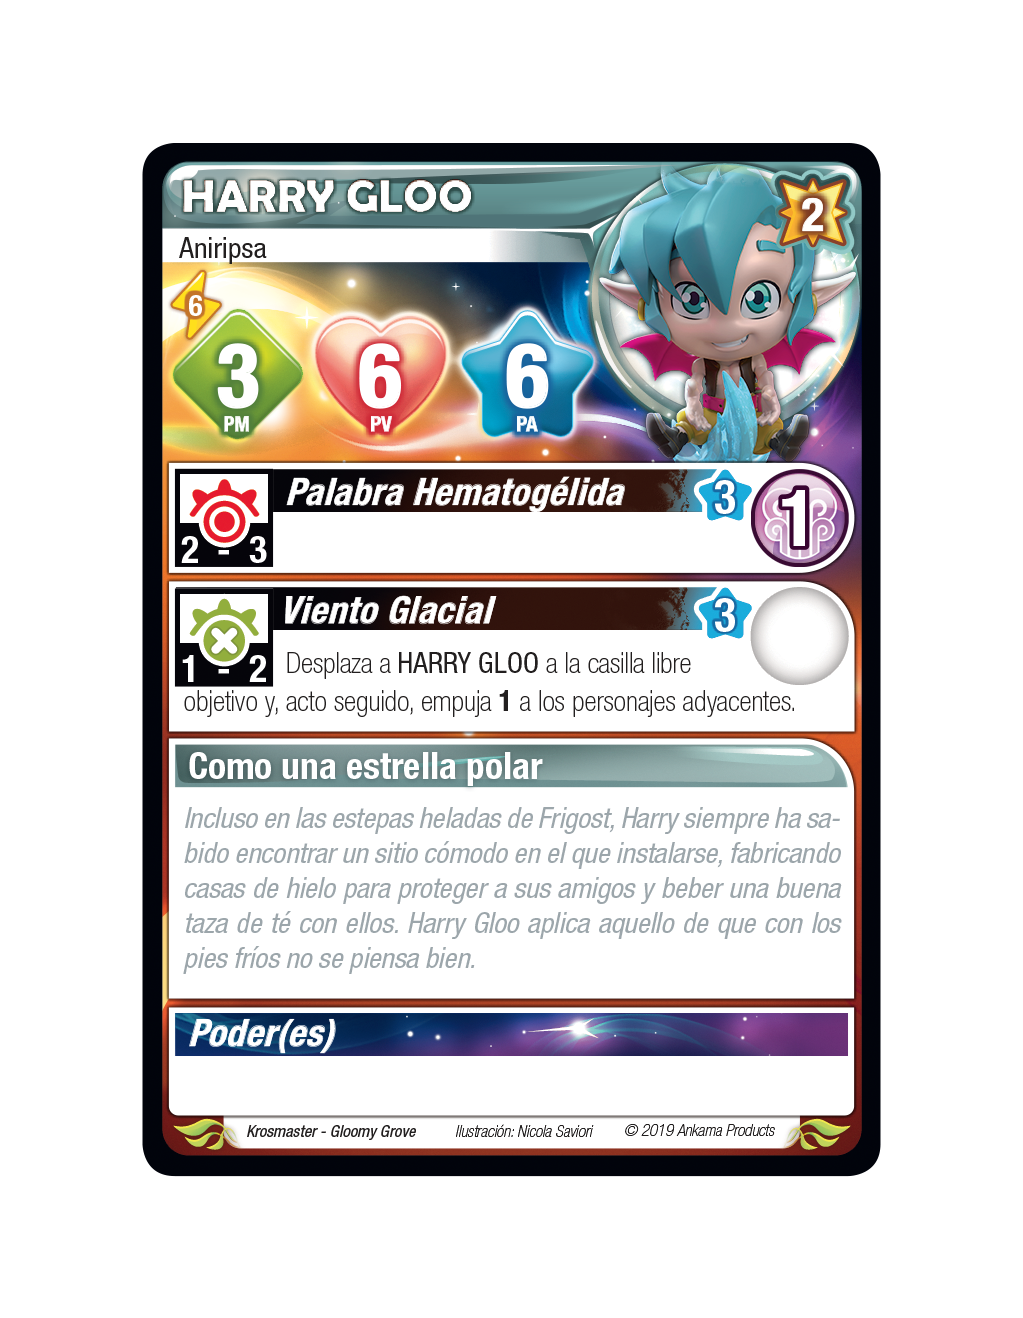 HARRY GLOO
2
Aniripsa
6
3
PM
6
PV
6
PA
Palabra Hematogélida
3
1
2 - 3
Viento Glacial
3
1 - 2
Desplaza a HARRY GLOO a la casilla libre
objetivo y, acto seguido, empuja 1 a los personajes adyacentes.
Como una estrella polar
Incluso en las estepas heladas de Frigost, Harry siempre ha sa-
bido encontrar un sitio cómodo en el que instalarse, fabricando
casas de hielo para proteger a sus amigos y beber una buena
taza de té con ellos. Harry Gloo aplica aquello de que con los
pies fríos no se piensa bien.
Poder(es)
Krosmaster - Gloomy Grove Ilustración: Nicola Saviori © 2019 Ankama Products